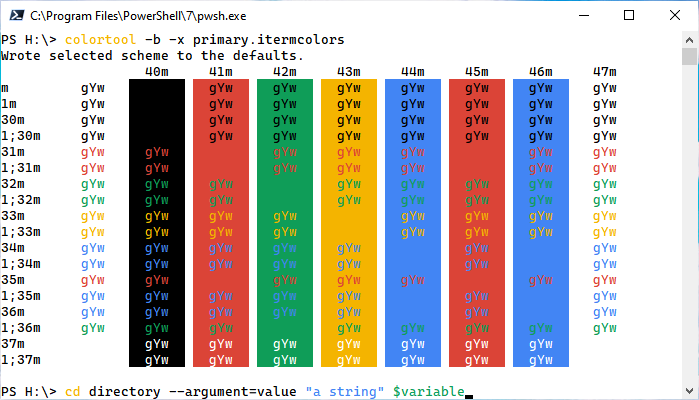 C:\Program Files\PowerShell\7\pwsh.exe
PS H:\> colortool -b -x primary.itermcolors
Wrote selected scheme to the defaults.
40m 41m 42m 43m 44m 45m 46m 47m
m gYw gYw gYw gYw gYw gYw gYw gYw
1m gYw gYw gYw gYw gYw gYw gYw gYw
30m gYw gYw gYw gYw gYw gYw gYw gYw
1;30m gYw gYw gYw gYw gYw gYw gYw gYw
31m gYw gYw gYw gYw gYw gYw gYw
1;31m gYw gYw gYw gYw gYw gYw gYw
32m gYw gYw gYw gYw gYw gYw gYw gYw
1;32m gYw gYw gYw gYw gYw gYw gYw gYw
33m gYw gYw gYw gYw gYw gYw gYw gYw
1;33m gYw gYw gYw gYw gYw gYw gYw gYw
34m gYw gYw gYw gYw gYw gYw gYw
1;34m gYw gYw gYw gYw gYw gYw gYw
35m gYw gYw gYw gYw gYw gYw gYw
1;35m gYw gYw gYw gYw gYw gYw gYw
36m gYw gYw gYw gYw gYw gYw gYw
1;36m gYw gYw gYw gYw gYw gYw gYw gYw
37m gYw gYw gYw gYw gYw gYw gYw
1;37m gYw gYw gYw gYw gYw gYw gYw
PS H:\> cd directory --argument=value "a string" $variable